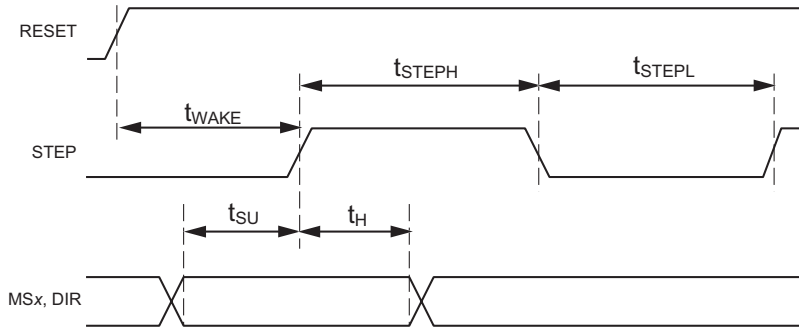 RESET
tSTEPH
tSTEPL
tWAKE
STEP
tSU
tH
MSx, DIR